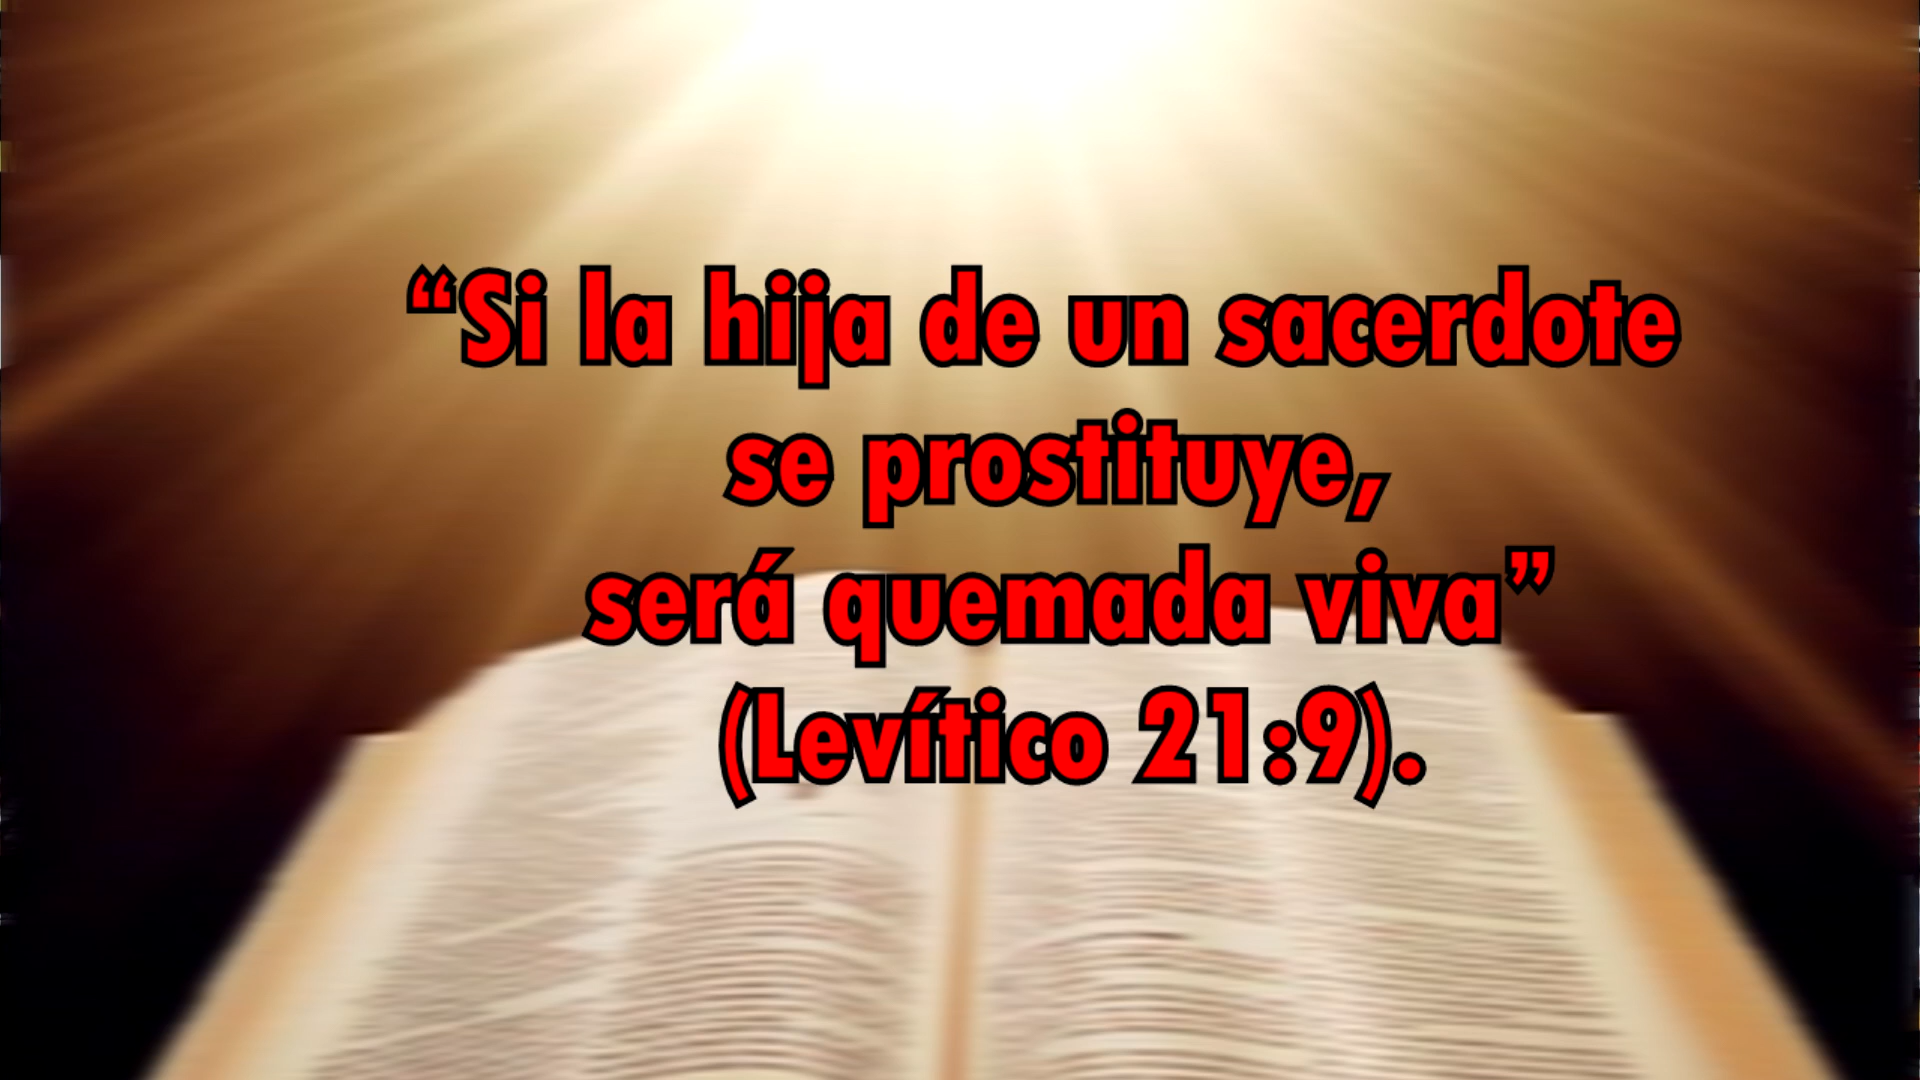 “Si la hija de un sacerdote
se prostituye,
será quemada viva”
(Levítico 21:9).